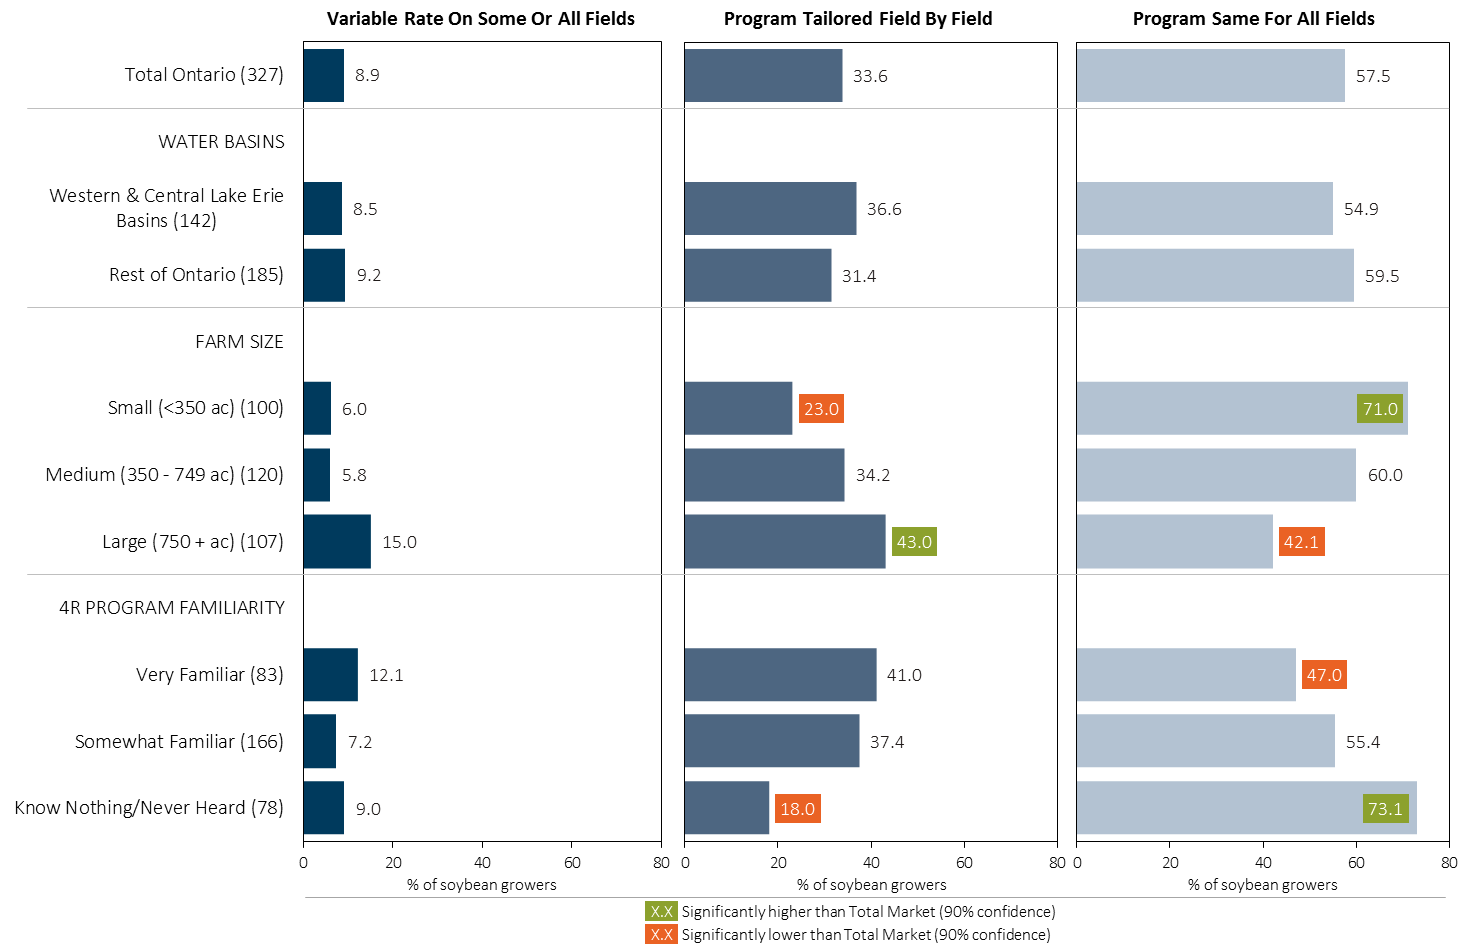 Variable Rate On Some Or All Fields
Program Tailored Field By Field
Program Same For All Fields
Total Ontario (327)
8.9
33.6
57.5
WATER BASINS
Western & Central Lake Erie
Basins (142)
8.5
36.6
54.9
Rest of Ontario (185)
9.2
31.4
59.5
FARM SIZE
Small (<350 ac) (100)
6.0
23.0
71.0
Medium (350 - 749 ac) (120)
5.8
34.2
60.0
Large (750 + ac) (107)
15.0
43.0
42.1
4R PROGRAM FAMILIARITY
Very Familiar (83)
12.1
41.0
47.0
Somewhat Familiar (166)
7.2
37.4
55.4
Know Nothing/Never Heard (78)
9.0
18.0
73.1
0 20 40 60 80
0 20 40 60 80
0 20 40 60 80
% of soybean growers
% of soybean growers
% of soybean growers
X.X Significantly higher than Total Market (90% confidence)
X.X Significantly lower than Total Market (90% confidence)